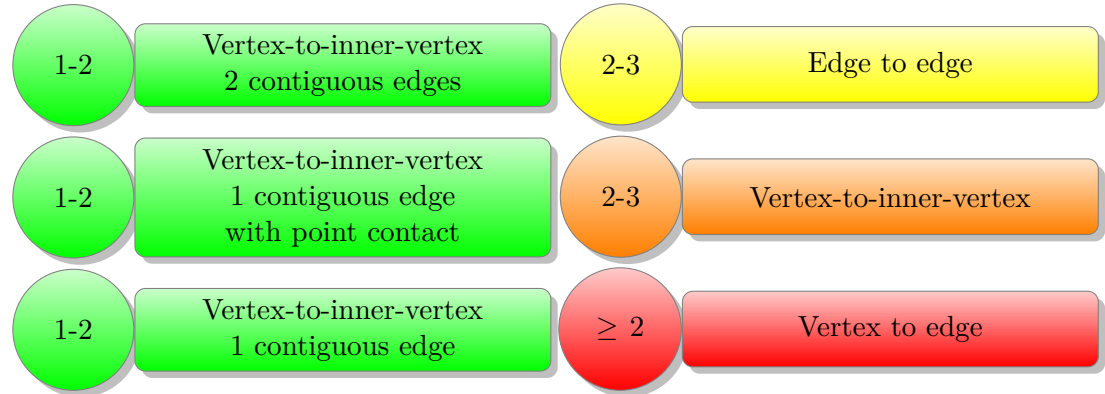 1-2
Vertex-to-inner-vertex
2 contiguous edges
2-3
Edge to edge
1-2
Vertex-to-inner-vertex
1 contiguous edge
with point contact
2-3
Vertex-to-inner-vertex
1-2
Vertex-to-inner-vertex
1 contiguous edge
≥ 2
Vertex to edge